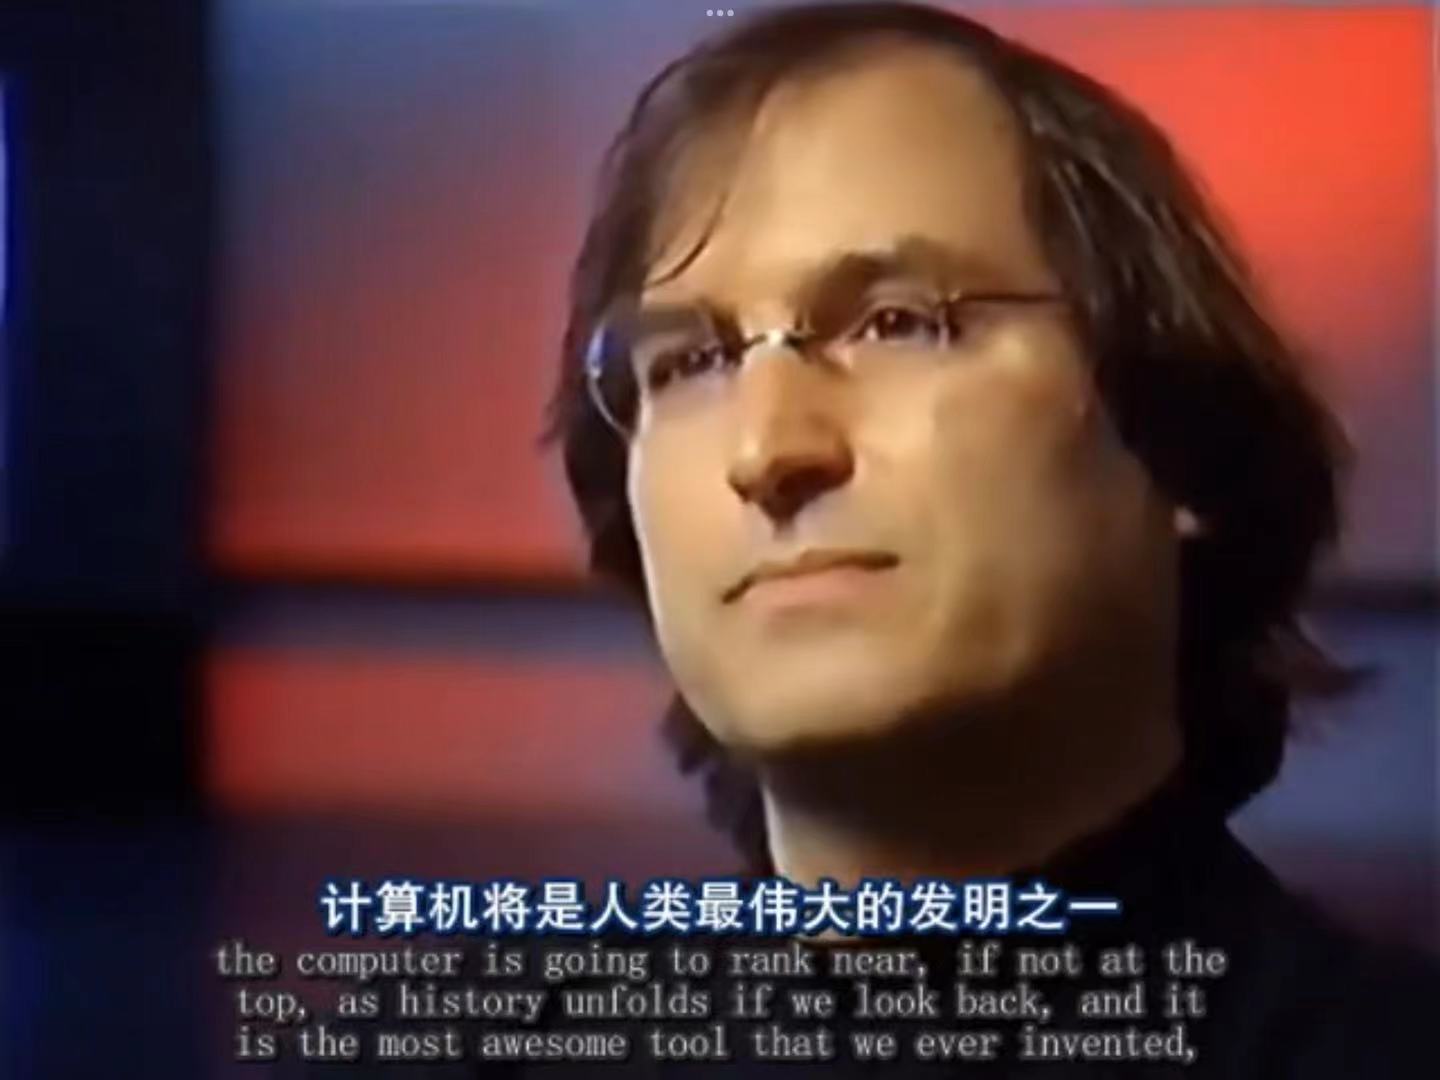 计算机将是人类最伟大的发明之一
the computer is going to rank near, if not at the
top, as history unfolds if we look back, and it
is the most awesome tool that we ever invented,